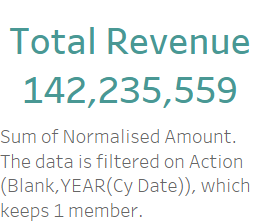 Total Revenue
142,235,559
Sum of Normalised Amount.
The data is filtered on Action
(Blank,YEAR(Cy Date)), which
keeps 1 member.